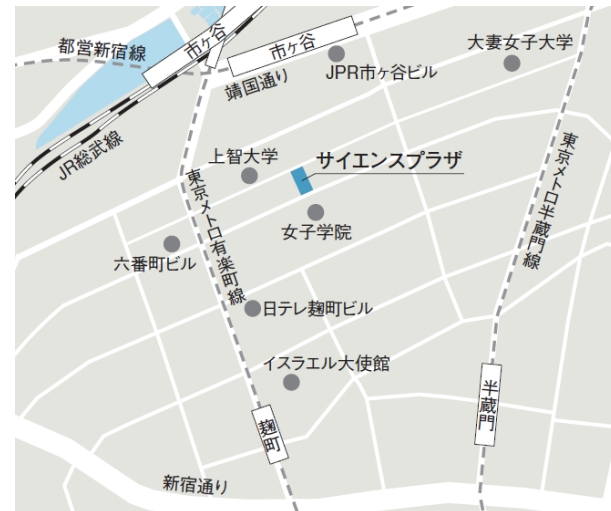 都営新宿線
市ケ谷
市ケ谷
大妻女子大学
JPR市ケ谷ビル
靖国通り
JR総武線
上智大学
サイエンスプラザ
東京メトロ半蔵門線
東京メトロ有楽町線
女子学院
六番町ビル
日テレ麹町ビル
イスラエル大使館
半蔵門
麹町
新宿通り